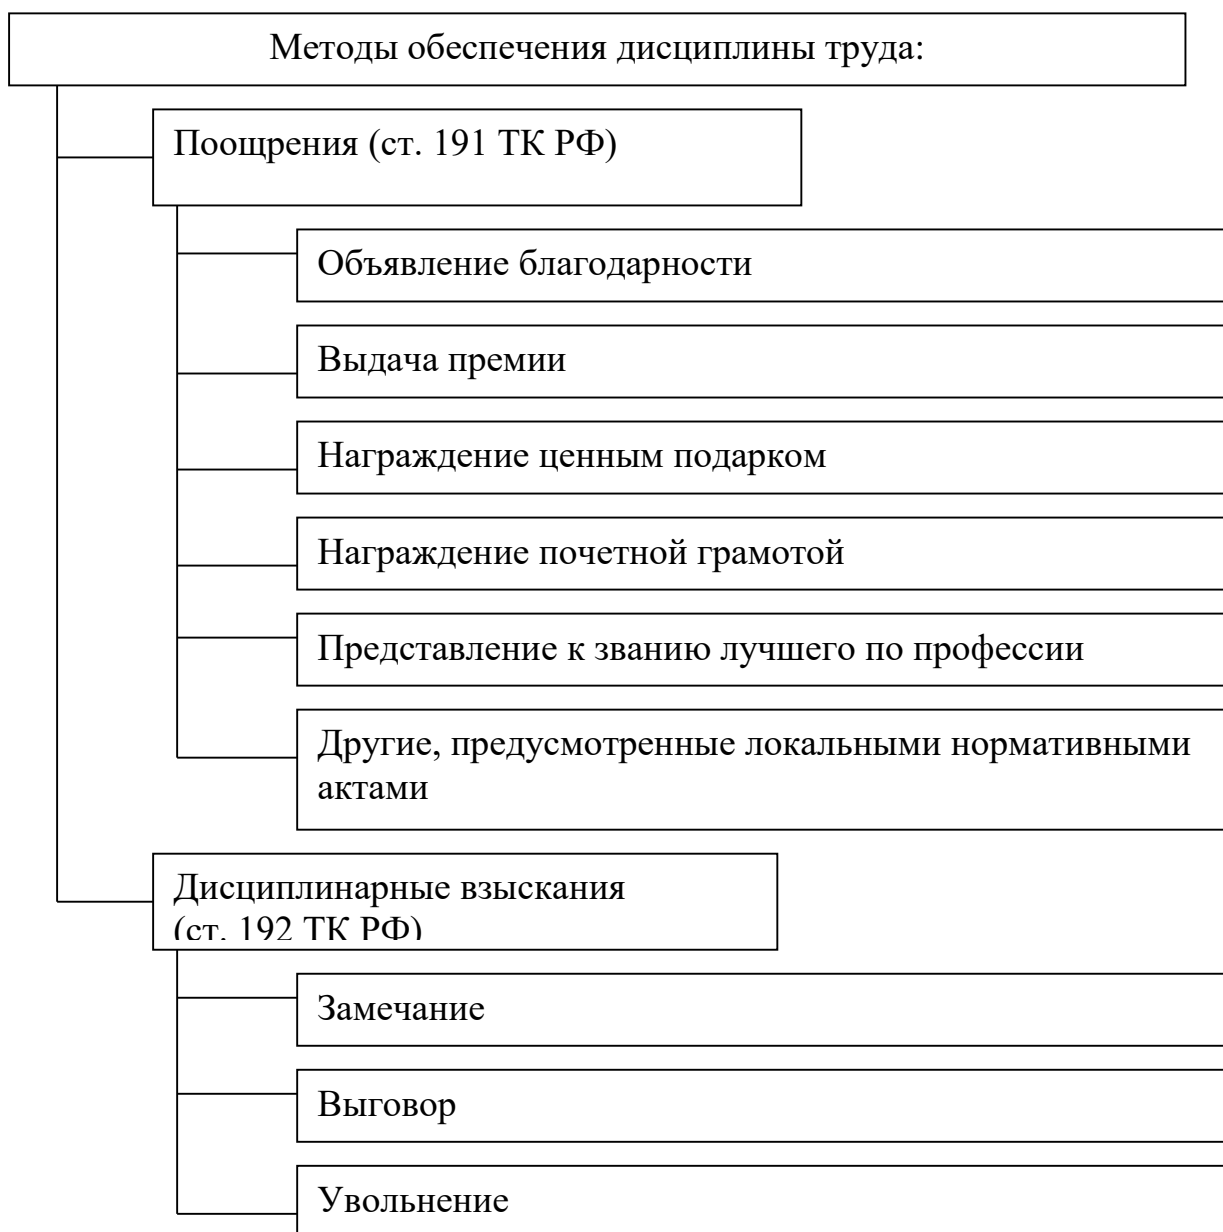 Методы обеспечения дисциплины труда:
Поощрения (ст. 191 ТК РФ)
Объявление благодарности
Выдача премии
Награждение ценным подарком
Награждение почетной грамотой
Представление к званию лучшего по профессии
Другие, предусмотренные локальными нормативными
актами
Дисциплинарные взыскания
(ст. 192 ТК РФ)
Замечание
Выговор
Увольнение